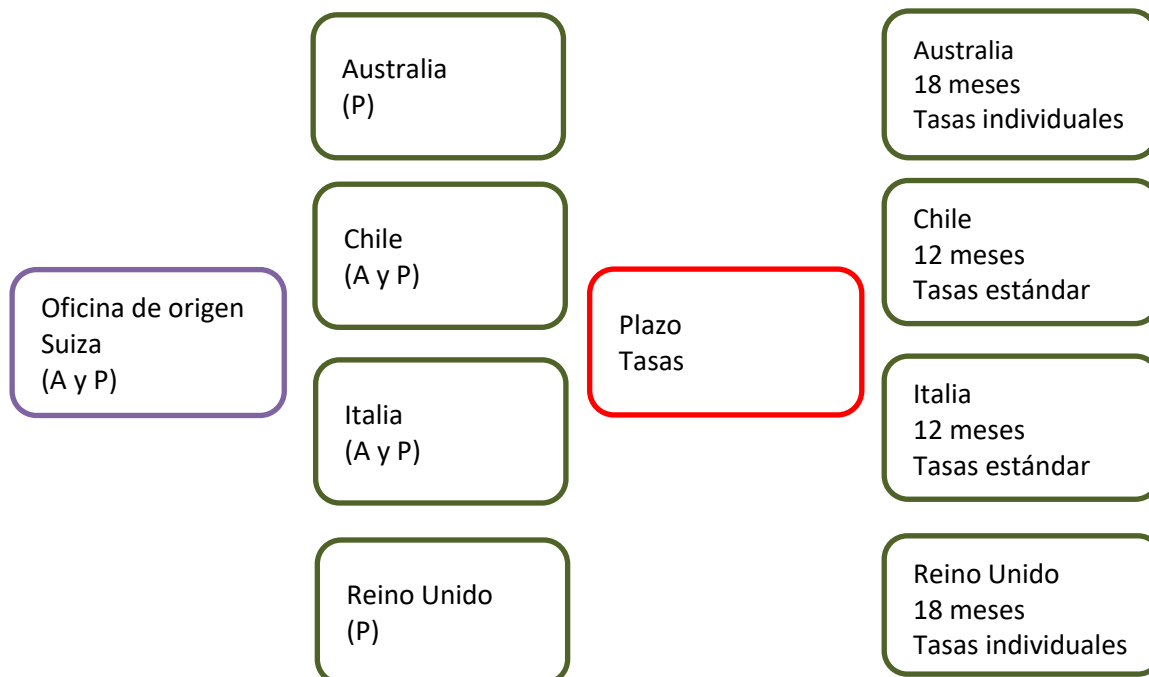 Oficina de origen
Suiza
(A y P)
Australia
(P)
Chile
(A y P)
Italia
(A y P)
Reino Unido
(P)
Plazo
Tasas
Australia
18 meses
Tasas individuales
Chile
12 meses
Tasas estándar
Italia
12 meses
Tasas estándar
Reino Unido
18 meses
Tasas individuales